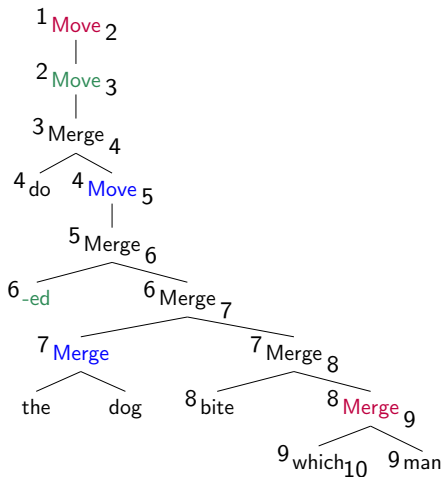 1 Move 2
2 Move 3
3 Merge 4
4 do 4 Move 5
5 Merge 6
6 -ed 6 Merge 7
7 Merge 7 Merge 8
the dog 8 bite 8 Merge 9
9 which 10 9 man